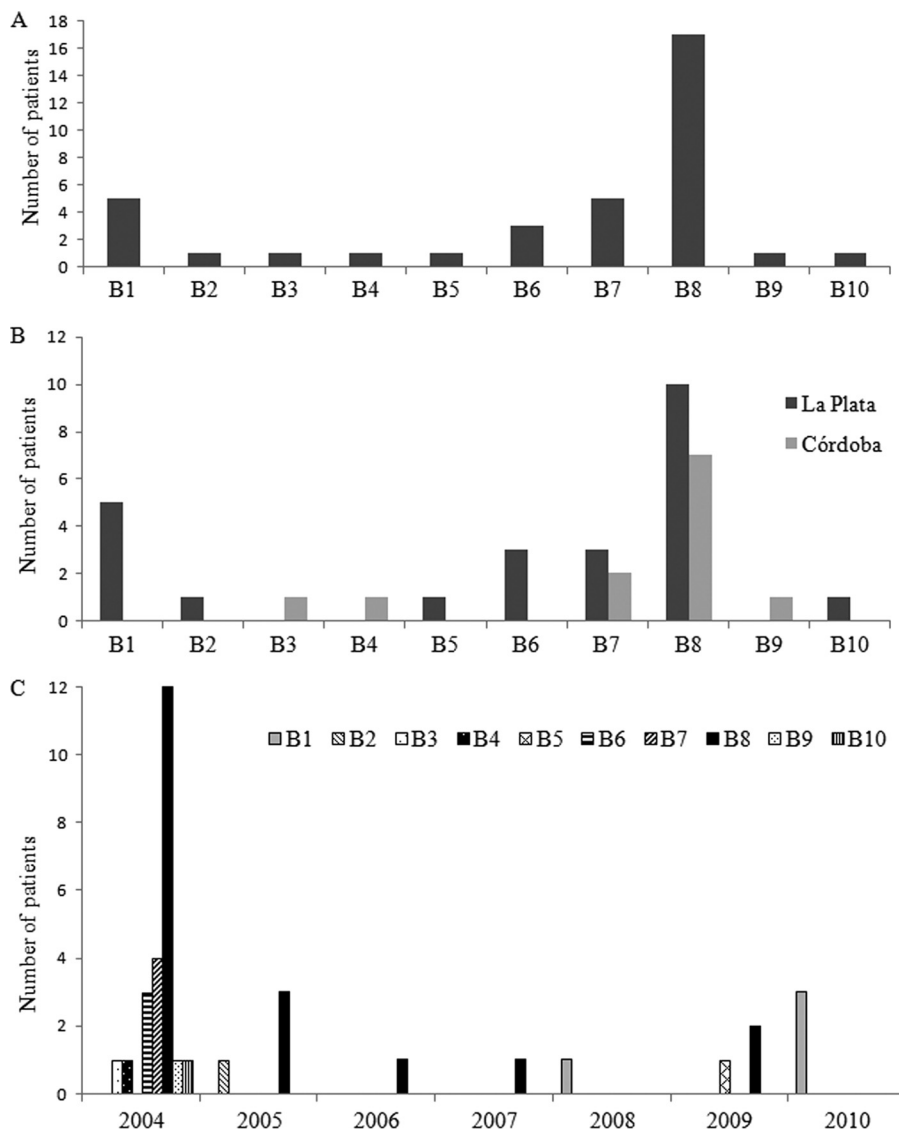 A
Number of patients
18
16
14
12
10
8
6
4
2
0
B1 B2 B3 B4 B5 B6 B7 B8 B9 B10
B
Number of patients
12
10
8
6
4
2
0
La Plata
Córdoba
B1 B2 B3 B4 B5 B6 B7 B8 B9 B10
C
Number of patients
12
10
8
6
4
2
0
B1 B2 B3 B4 B5 B6 B7 B8 B9 B10
2004 2005 2006 2007 2008 2009 2010